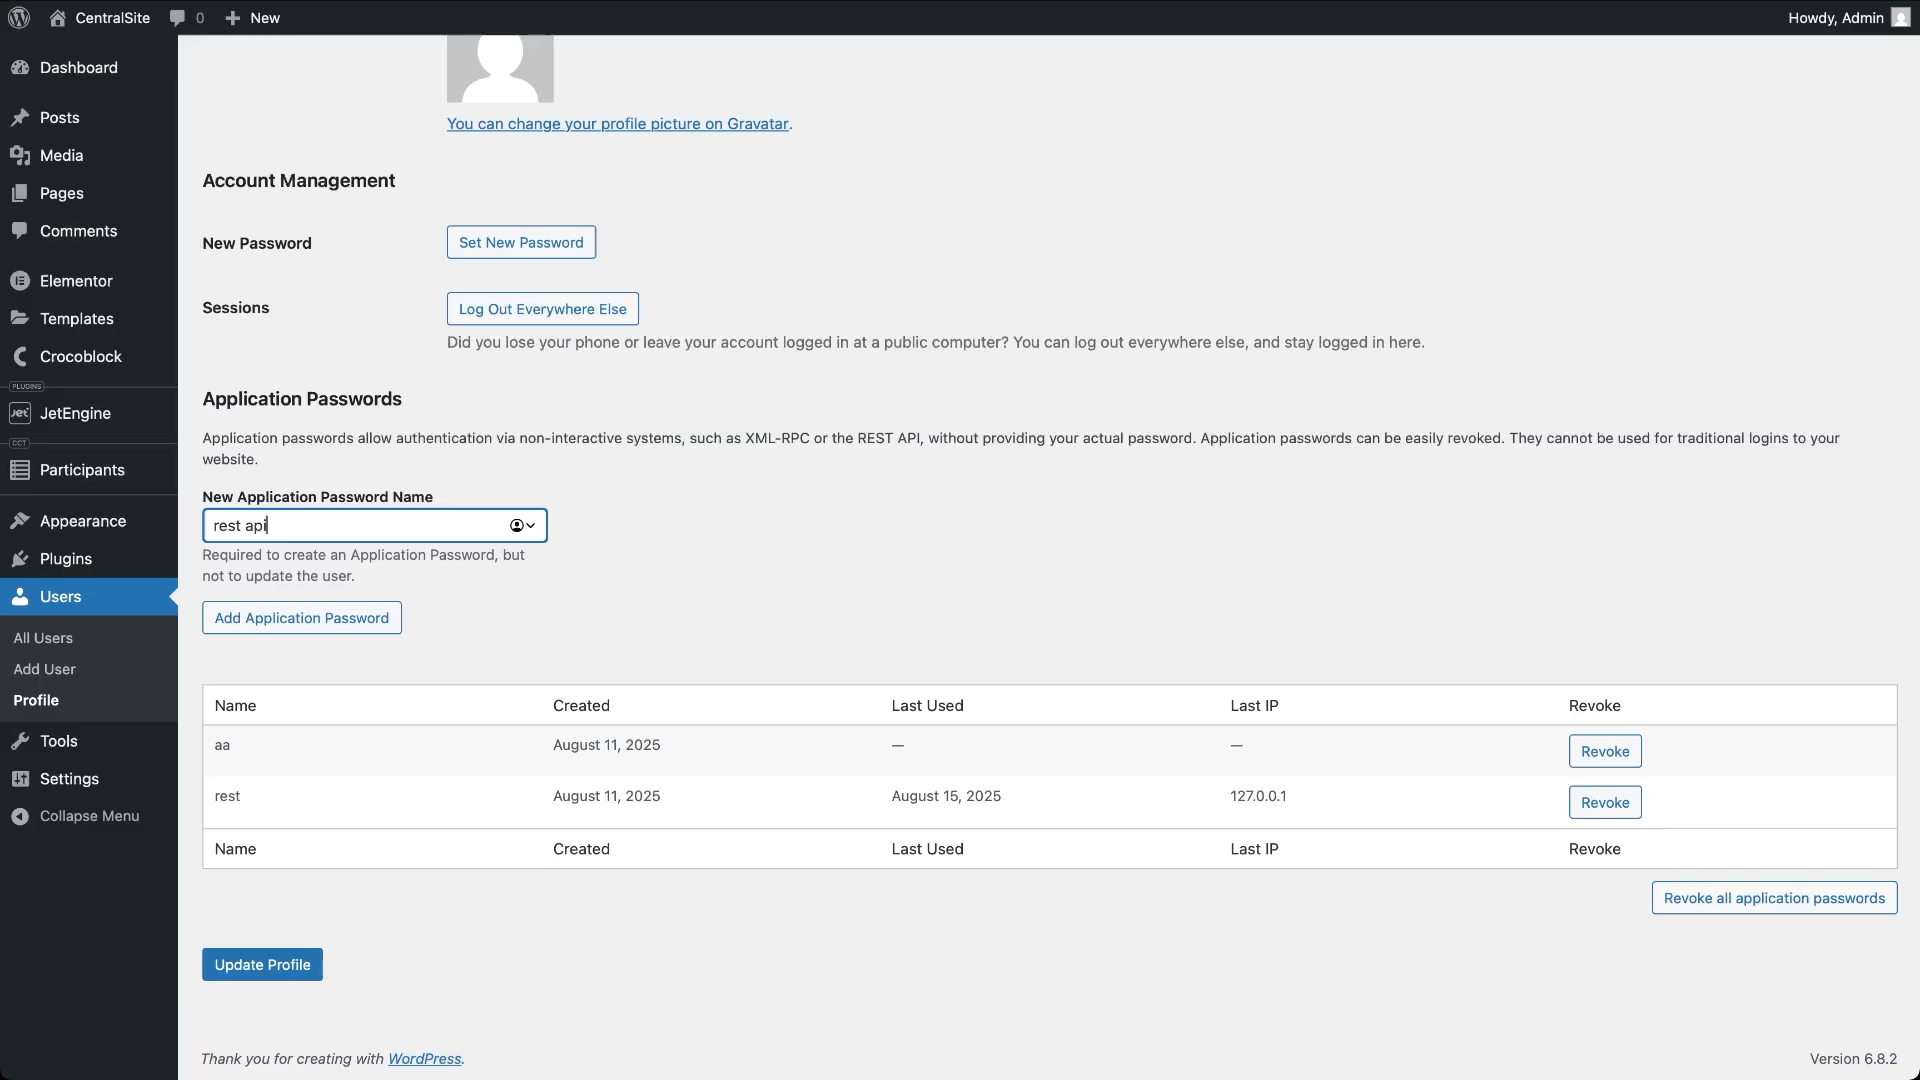 CentralSite
0
New
Howdy, Admin
Dashboard
Posts
Media
Pages
Comments
Elementor
Templates
Crocoblock
PLUGINS
Jet
JetEngine
CCT
Participants
Appearance
Plugins
Users
All Users
Add User
Profile
Tools
Settings
Collapse Menu
You can change your profile picture on Gravatar.
Account Management
New Password
Set New Password
Sessions
Log Out Everywhere Else
Did you lose your phone or leave your account logged in at a public computer? You can log out everywhere else, and stay logged in here.
Application Passwords
Application passwords allow authentication via non-interactive systems, such as XML-RPC or the REST API, without providing your actual password. Application passwords can be easily revoked. They cannot be used for traditional logins to your
website.
New Application Password Name
rest api
Required to create an Application Password, but
not to update the user.
Add Application Password
Name Created Last Used Last IP Revoke
aa August 11, 2025 — — Revoke
rest August 11, 2025 August 15, 2025 127.0.0.1 Revoke
Name Created Last Used Last IP Revoke
Revoke all application passwords
Update Profile
Thank you for creating with WordPress.
Version 6.8.2